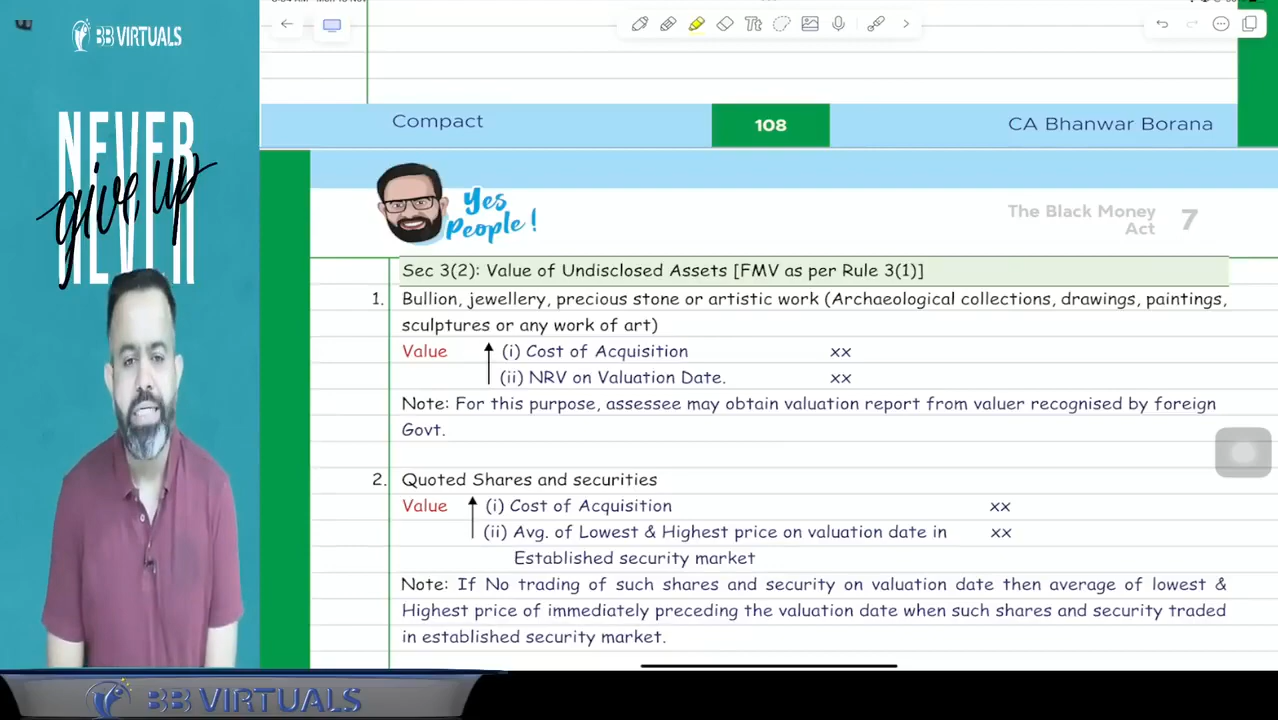 BB VIRTUALS
NEVER
give up
NEVER
Compact
108
CA Bhanwar Borana
Yes
People!
The Black Money
Act
7
Sec 3(2): Value of Undisclosed Assets [FMV as per Rule 3(1)]
1. Bullion, jewellery, precious stone or artistic work (Archaeological collections, drawings, paintings,
sculptures or any work of art)
Value (i) Cost of Acquisition xx
(ii) NRV on Valuation Date. xx
Note: For this purpose, assessee may obtain valuation report from valuer recognised by foreign
Govt.
2. Quoted Shares and securities
Value (i) Cost of Acquisition xx
(ii) Avg. of Lowest & Highest price on valuation date in xx
Established security market
Note: If No trading of such shares and security on valuation date then average of lowest &
Highest price of immediately preceding the valuation date when such shares and security traded
in established security market.
BB VIRTUALS